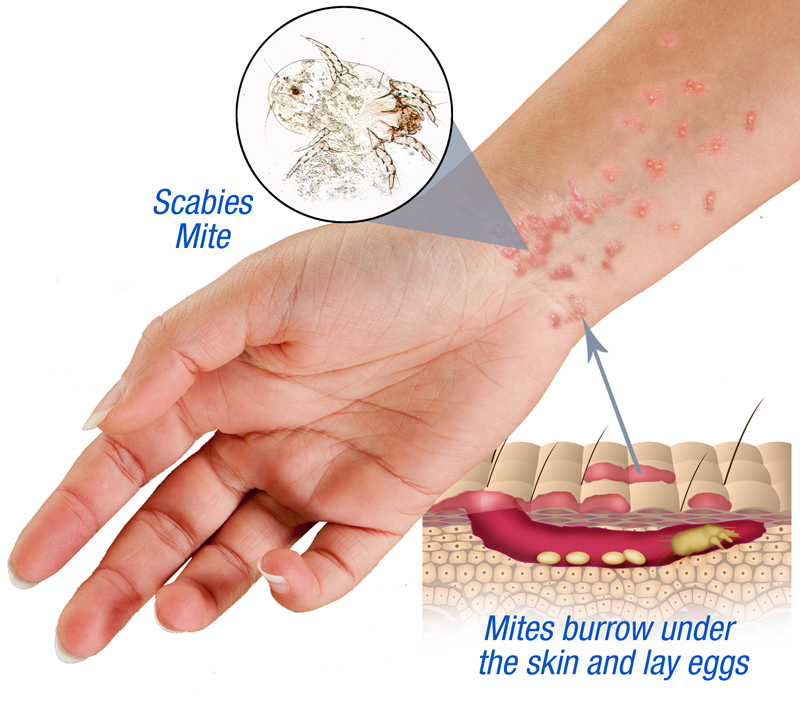 Scabies
Mite
Mites burrow under
the skin and lay eggs